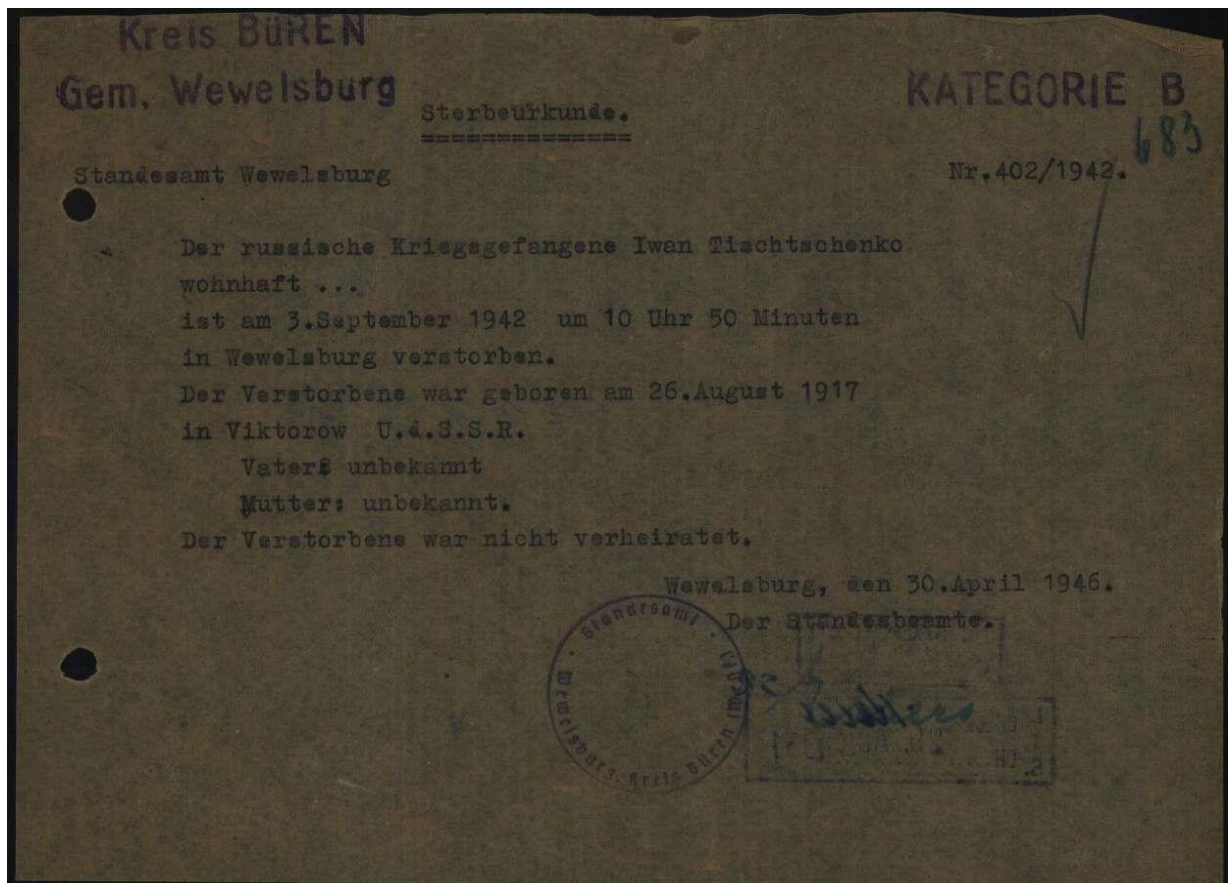 Kreis BÜREN
Gem. Wewelsburg
KATEGORIE B
683
Sterbeurkunde.
==============
Standesamt Wewelsburg
Nr.402/1942.
Der russische Kriegsgefangene Iwan Tischtschenko
wohnhaft ...
ist am 3.September 1942 um 10 Uhr 50 Minuten
in Wewelsburg verstorben.
Der Verstorbene war geboren am 26.August 1917
in Viktorow U.d.S.S.R.
Vater: unbekannt
Mutter: unbekannt.
Der Verstorbene war nicht verheiratet.
Wewelsburg, den 30.April 1946.
Der Standesbeamte.
Standesamt
Wewelsburg. Kreis Büren